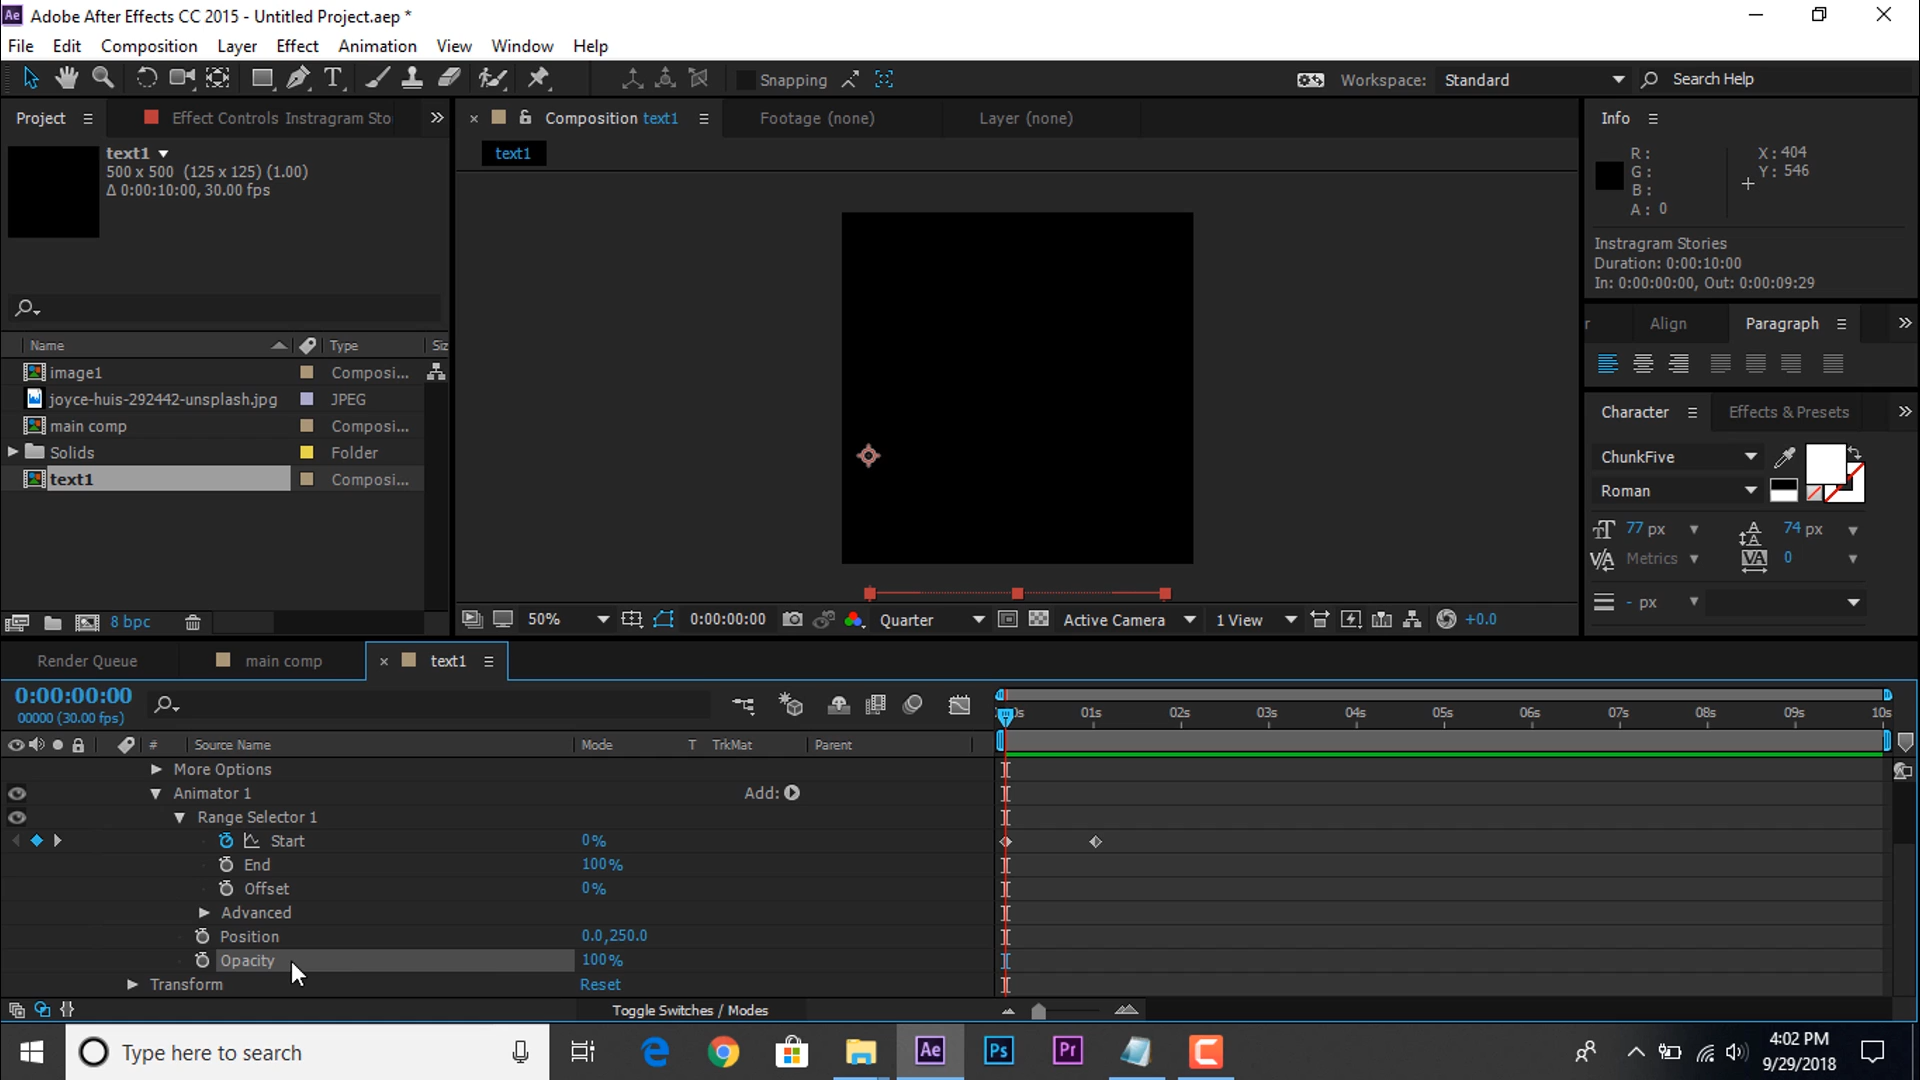 Ae Adobe After Effects CC 2015 - Untitled Project.aep *
File Edit Composition Layer Effect Animation View Window Help
Snapping Workspace: Standard Search Help
Project Effect Controls Instragram Sto
text1
500 x 500 (125 x 125) (1.00)
Δ 0:00:10:00, 30.00 fps
Name Type Siz
image1 Composi...
joyce-huis-292442-unsplash.jpg JPEG
main comp Composi...
Solids Folder
text1 Composi...
8 bpc
Composition text1 Footage (none) Layer (none)
text1
50% 0:00:00:00 Quarter Active Camera 1 View +0.0
Info
R: X: 404
G: Y: 546
B:
A: 0
Instragram Stories
Duration: 0:00:10:00
In: 0:00:00:00, Out: 0:00:09:29
r Align Paragraph
Character Effects & Presets
ChunkFive
Roman
77 px 74 px
Metrics 0
- px
Render Queue main comp text1
0:00:00:00
00000 (30.00 fps)
0s 01s 02s 03s 04s 05s 06s 07s 08s 09s 10s
# Source Name Mode T TrkMat Parent
More Options
Animator 1 Add:
Range Selector 1
Start 0%
End 100%
Offset 0%
Advanced
Position 0.0,250.0
Opacity 100%
Transform Reset
Toggle Switches / Modes
Type here to search
Ae Ps Pr
4:02 PM
9/29/2018